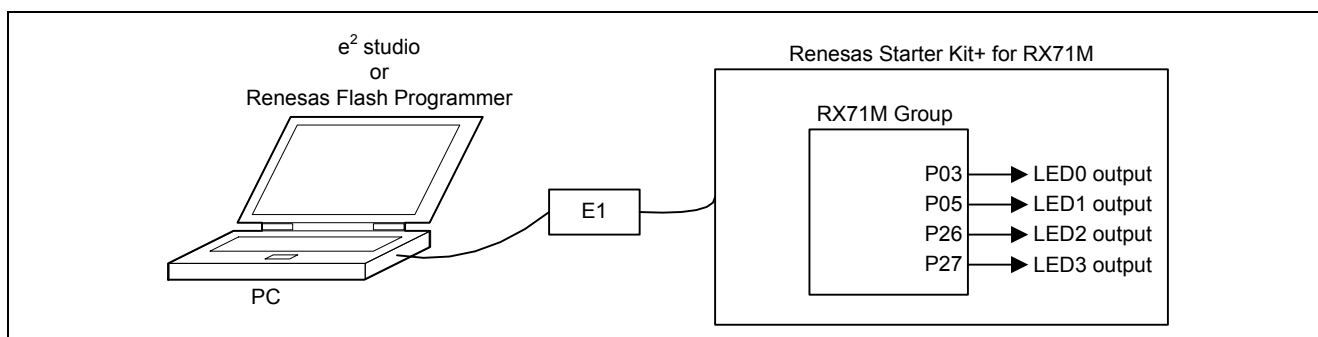 e² studio
or
Renesas Flash Programmer
PC
E1
Renesas Starter Kit+ for RX71M
RX71M Group
P03 LED0 output
P05 LED1 output
P26 LED2 output
P27 LED3 output